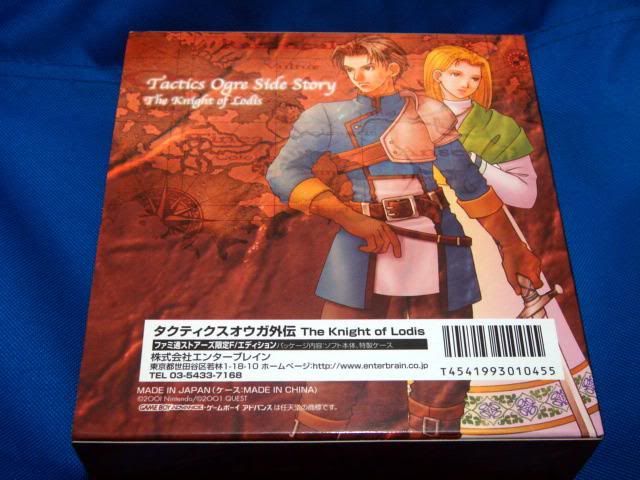 Tactics Ogre Side Story
The Knight of Lodis
タクティクスオウガ外伝 The Knight of Lodis
ファミ通ストアーズ限定F/エディション パッケージ内容:ソフト本体、特製ケース
株式会社エンターブレイン
東京都世田谷区若林1-18-10 ホームページ:http://www.enterbrain.co.jp
TEL 03-5433-7168
T4541993010455
MADE IN JAPAN (ケース:MADE IN CHINA)
©2001 Nintendo/©2001 QUEST
GAME BOY ADVANCE・ゲームボーイ アドバンス は任天堂の商標です。